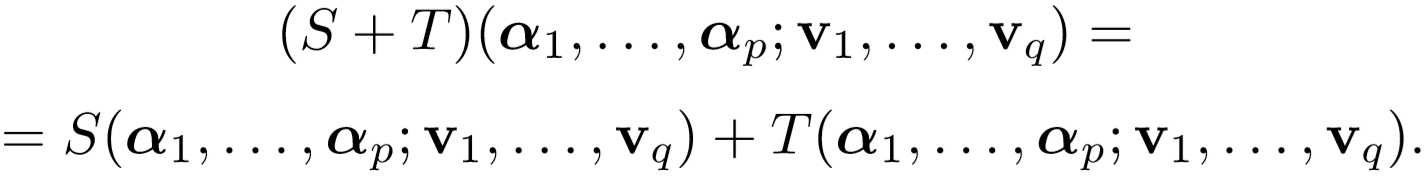 (S + T)(𝜶₁, . . . , 𝜶ₚ; 𝐯₁, . . . , 𝐯_q) =
= S(𝜶₁, . . . , 𝜶ₚ; 𝐯₁, . . . , 𝐯_q) + T(𝜶₁, . . . , 𝜶ₚ; 𝐯₁, . . . , 𝐯_q).